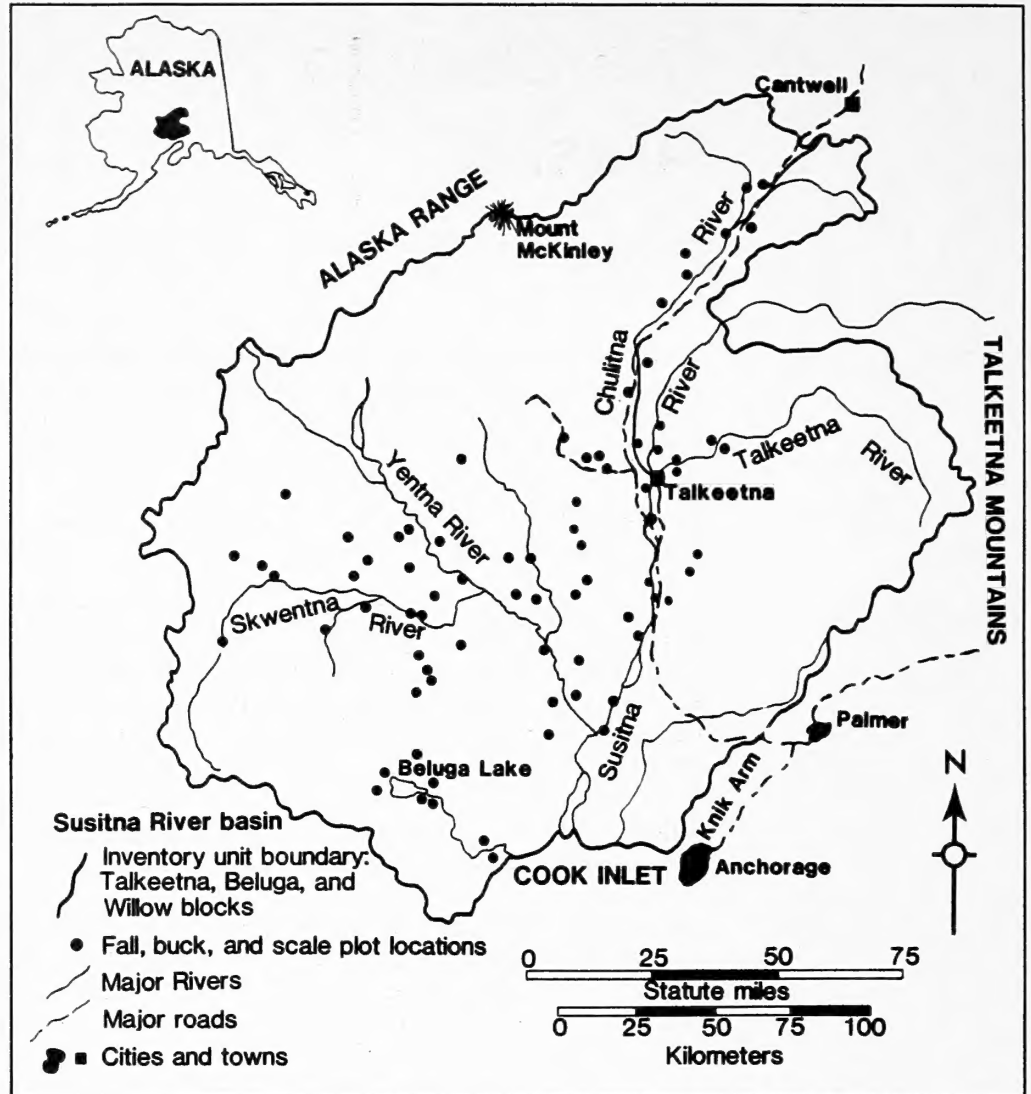 ALASKA
Cantwell
ALASKA RANGE
Mount
McKinley
River
Chulitna
River
TALKEETNA MOUNTAINS
Talkeetna
River
Talkeetna
Yentna River
Skwentna
River
Susitna
Palmer
Beluga Lake
Knik Arm
N
COOK INLET
Anchorage
Susitna River basin
Inventory unit boundary:
Talkeetna, Beluga, and
Willow blocks
Fall, buck, and scale plot locations
Major Rivers
Major roads
Cities and towns
0 25 50 75
Statute miles
0 25 50 75 100
Kilometers